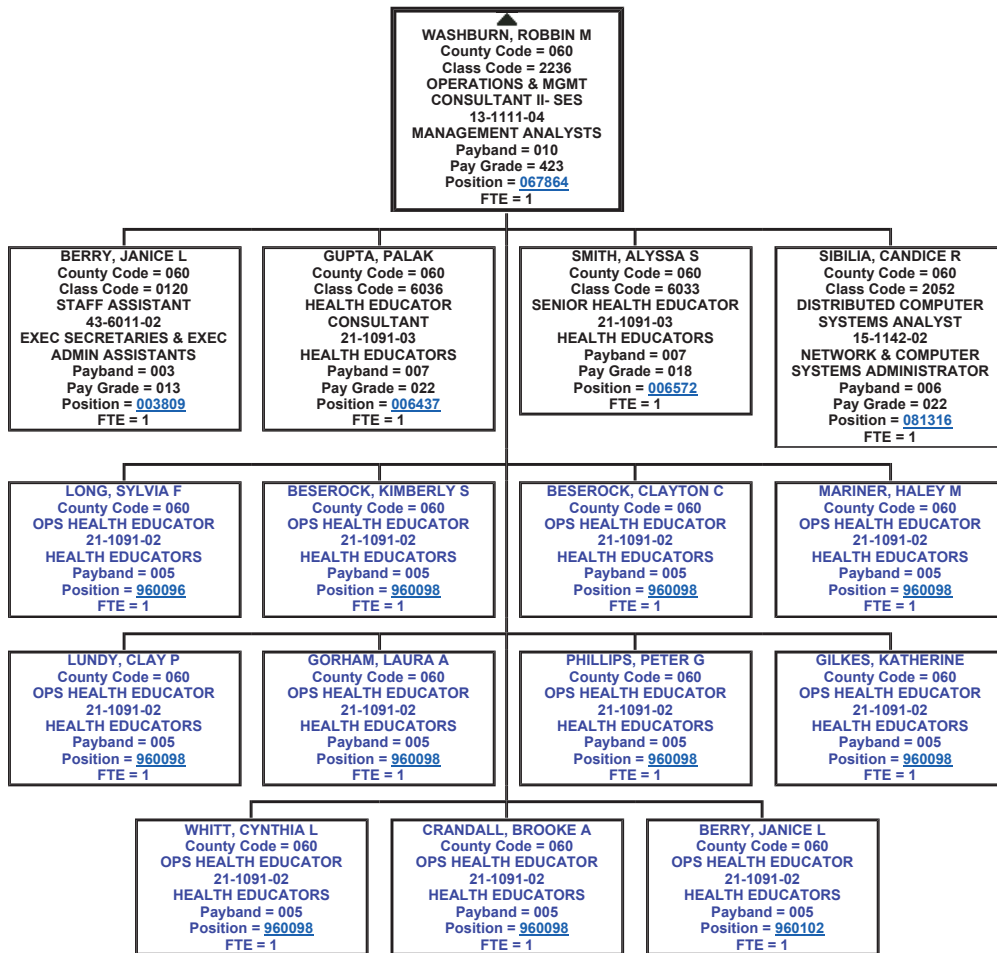 WASHBURN, ROBBIN M
County Code = 060
Class Code = 2236
OPERATIONS & MGMT
CONSULTANT II- SES
13-1111-04
MANAGEMENT ANALYSTS
Payband = 010
Pay Grade = 423
Position = 067864
FTE = 1
BERRY, JANICE L
County Code = 060
Class Code = 0120
STAFF ASSISTANT
43-6011-02
EXEC SECRETARIES & EXEC
ADMIN ASSISTANTS
Payband = 003
Pay Grade = 013
Position = 003809
FTE = 1
GUPTA, PALAK
County Code = 060
Class Code = 6036
HEALTH EDUCATOR
CONSULTANT
21-1091-03
HEALTH EDUCATORS
Payband = 007
Pay Grade = 022
Position = 006437
FTE = 1
SMITH, ALYSSA S
County Code = 060
Class Code = 6033
SENIOR HEALTH EDUCATOR
21-1091-03
HEALTH EDUCATORS
Payband = 007
Pay Grade = 018
Position = 006572
FTE = 1
SIBILIA, CANDICE R
County Code = 060
Class Code = 2052
DISTRIBUTED COMPUTER
SYSTEMS ANALYST
15-1142-02
NETWORK & COMPUTER
SYSTEMS ADMINISTRATOR
Payband = 006
Pay Grade = 022
Position = 081316
FTE = 1
LONG, SYLVIA F
County Code = 060
OPS HEALTH EDUCATOR
21-1091-02
HEALTH EDUCATORS
Payband = 005
Position = 960096
FTE = 1
BESEROCK, KIMBERLY S
County Code = 060
OPS HEALTH EDUCATOR
21-1091-02
HEALTH EDUCATORS
Payband = 005
Position = 960098
FTE = 1
BESEROCK, CLAYTON C
County Code = 060
OPS HEALTH EDUCATOR
21-1091-02
HEALTH EDUCATORS
Payband = 005
Position = 960098
FTE = 1
MARINER, HALEY M
County Code = 060
OPS HEALTH EDUCATOR
21-1091-02
HEALTH EDUCATORS
Payband = 005
Position = 960098
FTE = 1
LUNDY, CLAY P
County Code = 060
OPS HEALTH EDUCATOR
21-1091-02
HEALTH EDUCATORS
Payband = 005
Position = 960098
FTE = 1
GORHAM, LAURA A
County Code = 060
OPS HEALTH EDUCATOR
21-1091-02
HEALTH EDUCATORS
Payband = 005
Position = 960098
FTE = 1
PHILLIPS, PETER G
County Code = 060
OPS HEALTH EDUCATOR
21-1091-02
HEALTH EDUCATORS
Payband = 005
Position = 960098
FTE = 1
GILKES, KATHERINE
County Code = 060
OPS HEALTH EDUCATOR
21-1091-02
HEALTH EDUCATORS
Payband = 005
Position = 960098
FTE = 1
WHITT, CYNTHIA L
County Code = 060
OPS HEALTH EDUCATOR
21-1091-02
HEALTH EDUCATORS
Payband = 005
Position = 960098
FTE = 1
CRANDALL, BROOKE A
County Code = 060
OPS HEALTH EDUCATOR
21-1091-02
HEALTH EDUCATORS
Payband = 005
Position = 960098
FTE = 1
BERRY, JANICE L
County Code = 060
OPS HEALTH EDUCATOR
21-1091-02
HEALTH EDUCATORS
Payband = 005
Position = 960102
FTE = 1